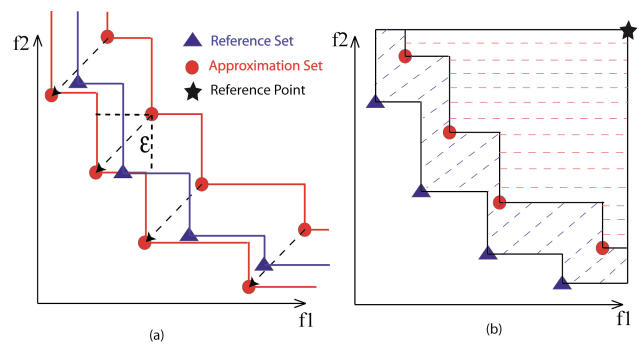 f2
Reference Set
Approximation Set
Reference Point
ε
f1
(a)
f2
f1
(b)